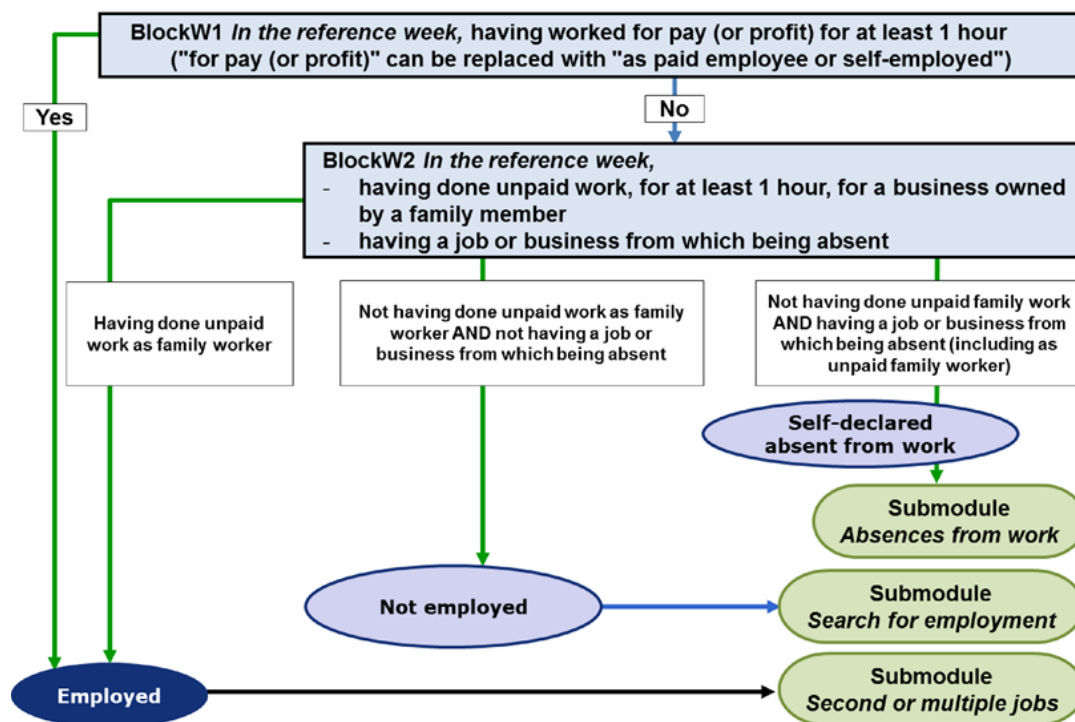 BlockW1 In the reference week, having worked for pay (or profit) for at least 1 hour
("for pay (or profit)" can be replaced with "as paid employee or self-employed")
Yes
No
BlockW2 In the reference week,
- having done unpaid work, for at least 1 hour, for a business owned
by a family member
- having a job or business from which being absent
Having done unpaid
work as family worker
Not having done unpaid work as family
worker AND not having a job or
business from which being absent
Not having done unpaid family work
AND having a job or business from
which being absent (including as
unpaid family worker)
Self-declared
absent from work
Submodule
Absences from work
Not employed
Submodule
Search for employment
Employed
Submodule
Second or multiple jobs